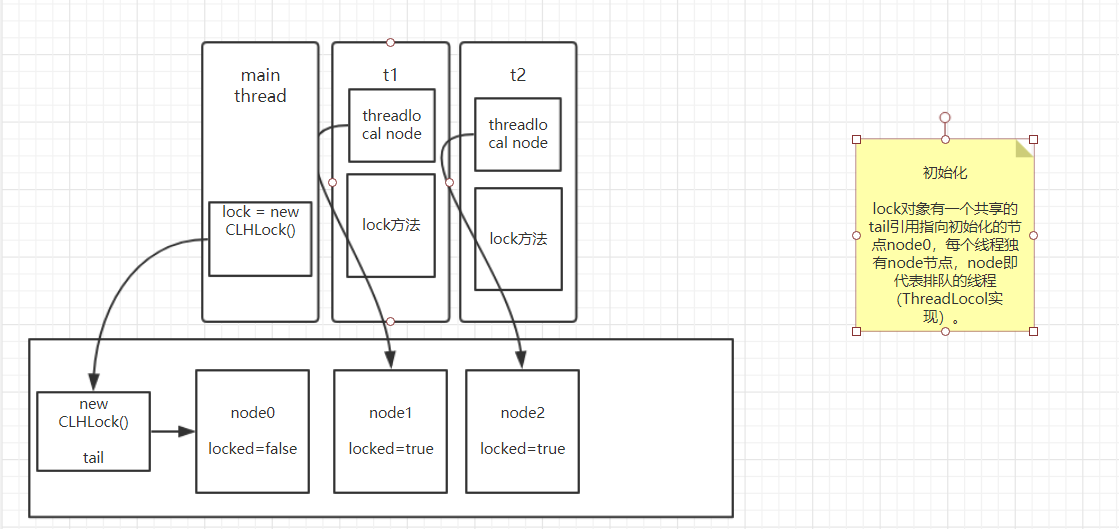 main
thread
t1
threadlo
cal node
t2
threadlo
cal node
lock = new
CLHLock()
lock方法
lock方法
new
CLHLock()
tail
node0
locked=false
node1
locked=true
node2
locked=true
初始化
lock对象有一个共享的
tail引用指向初始化的节
点node0，每个线程独
有node节点，node即
代表排队的线程
(ThreadLocol实
现）。